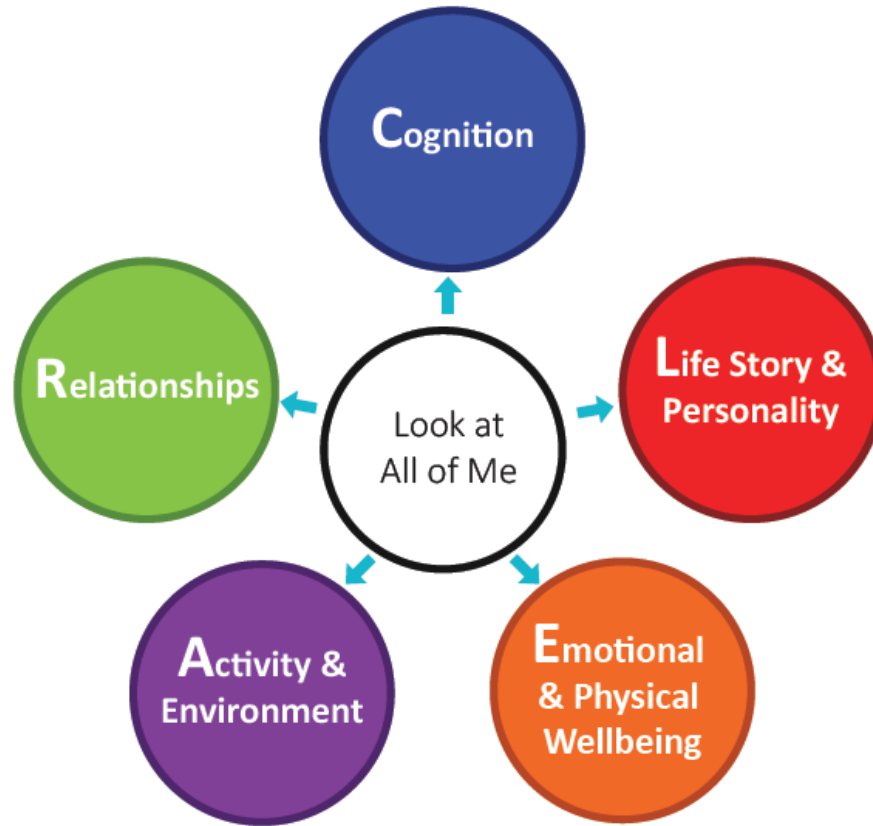 Cognition
Life Story &
Personality
Emotional
& Physical
Wellbeing
Activity &
Environment
Relationships
Look at
All of Me